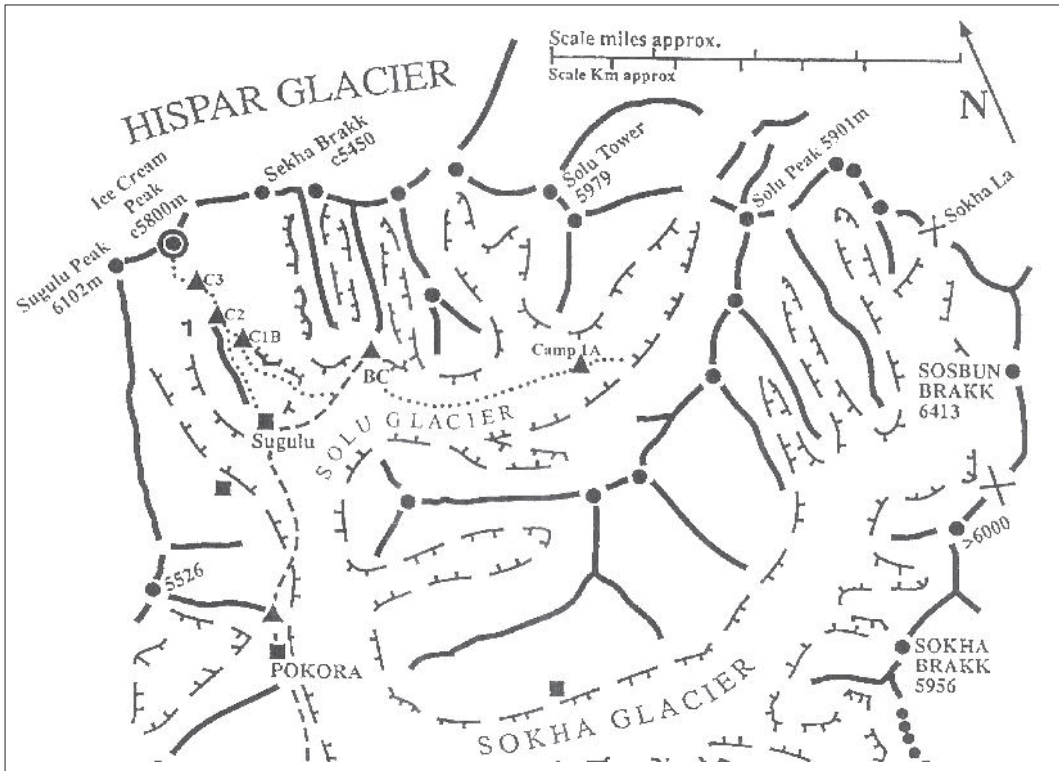 Scale miles approx.
Scale Km approx
N
HISPAR GLACIER
Ice Cream
Peak
c5800m
Sekha Brakk
c5450
Solu Tower
5979
Solu Peak 5901m
Sokha La
Sugulu Peak
6102m
C3
C2
C1B
BC
Camp 1A
SOSBUN
BRAKK
6413
Sugulu
SOLU GLACIER
>6000
5526
POKORA
SOKHA
BRAKK
5956
SOKHA GLACIER